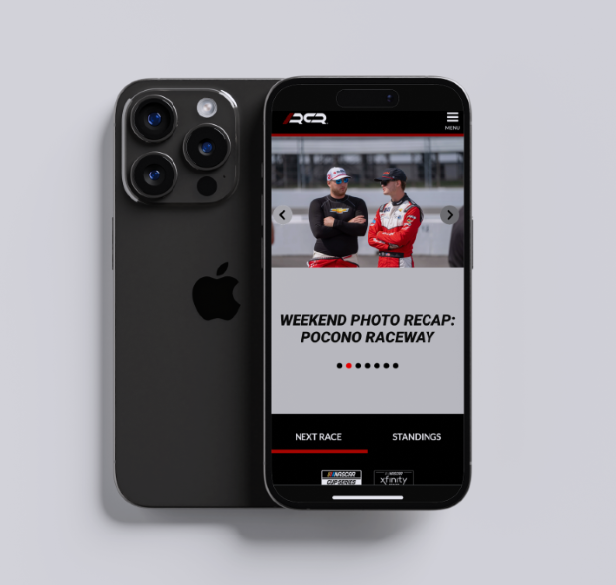 RCR
MENU
WEEKEND PHOTO RECAP:
POCONO RACEWAY
NEXT RACE
STANDINGS
NASCAR
CUP SERIES
NASCAR
xfinity